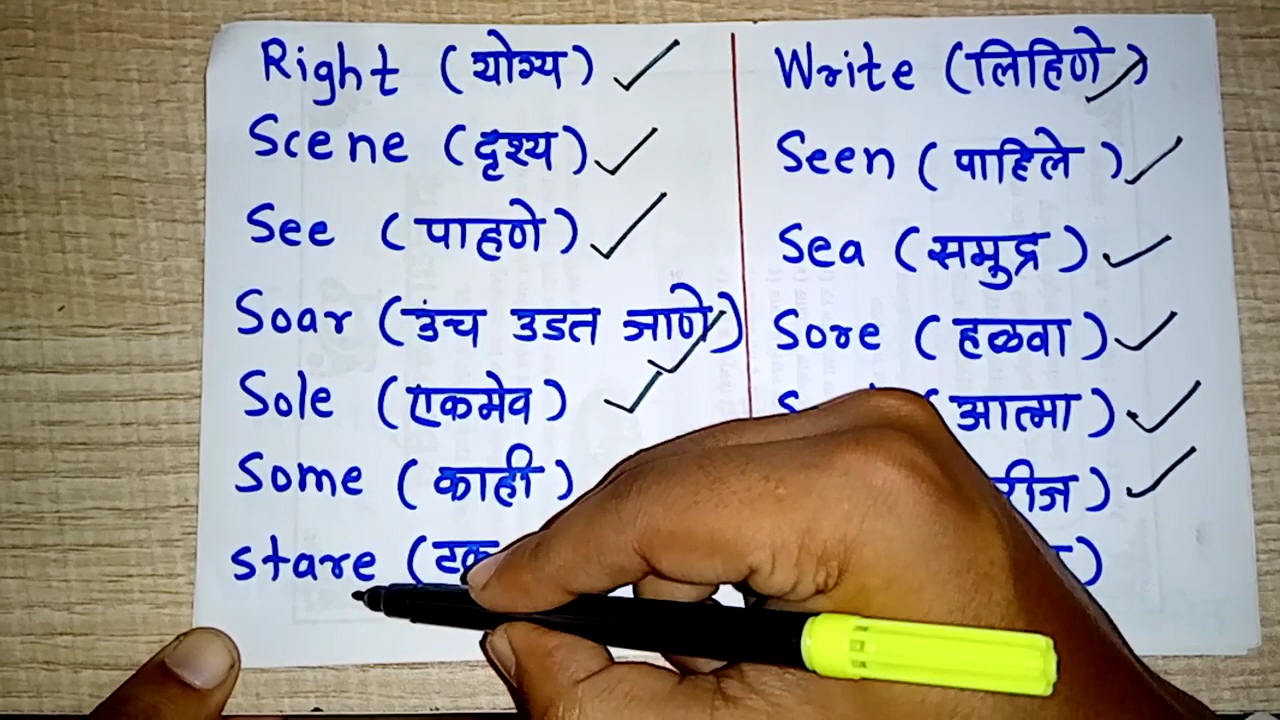 Right (योग्य) Write (लिहिणे)
Scene (दृश्य) Seen (पाहिले)
See (पाहणे) Sea (समुद्र)
Soar (उंच उडत जाणे) Sore (हळवा)
Sole (एकमेव) (आत्मा)
Some (काही)
stare